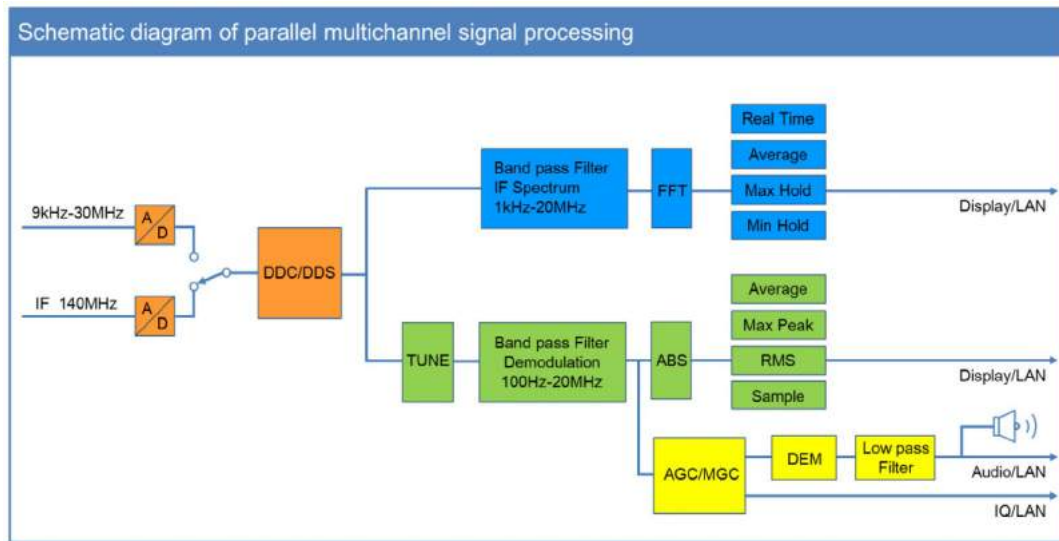 Schematic diagram of parallel multichannel signal processing
9kHz-30MHz
A
D
IF 140MHz
A
D
DDC/DDS
Band pass Filter
IF Spectrum
1kHz-20MHz
FFT
Real Time
Average
Max Hold
Min Hold
Display/LAN
TUNE
Band pass Filter
Demodulation
100Hz-20MHz
ABS
Average
Max Peak
RMS
Sample
Display/LAN
AGC/MGC
DEM
Low pass
Filter
Audio/LAN
IQ/LAN